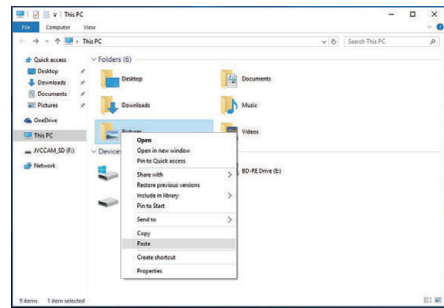 This PC
File Computer View
This PC
Search This PC
Quick access
Desktop
Downloads
Documents
Pictures
OneDrive
This PC
JVCCAM_SD (F:)
Network
Folders (6)
Desktop
Documents
Downloads
Music
Pictures
Videos
Device
BD-RE Drive (E:)
Open
Open in new window
Pin to Quick access
Share with
Restore previous versions
Include in library
Pin to Start
Send to
Copy
Paste
Create shortcut
Properties
9 items 1 item selected